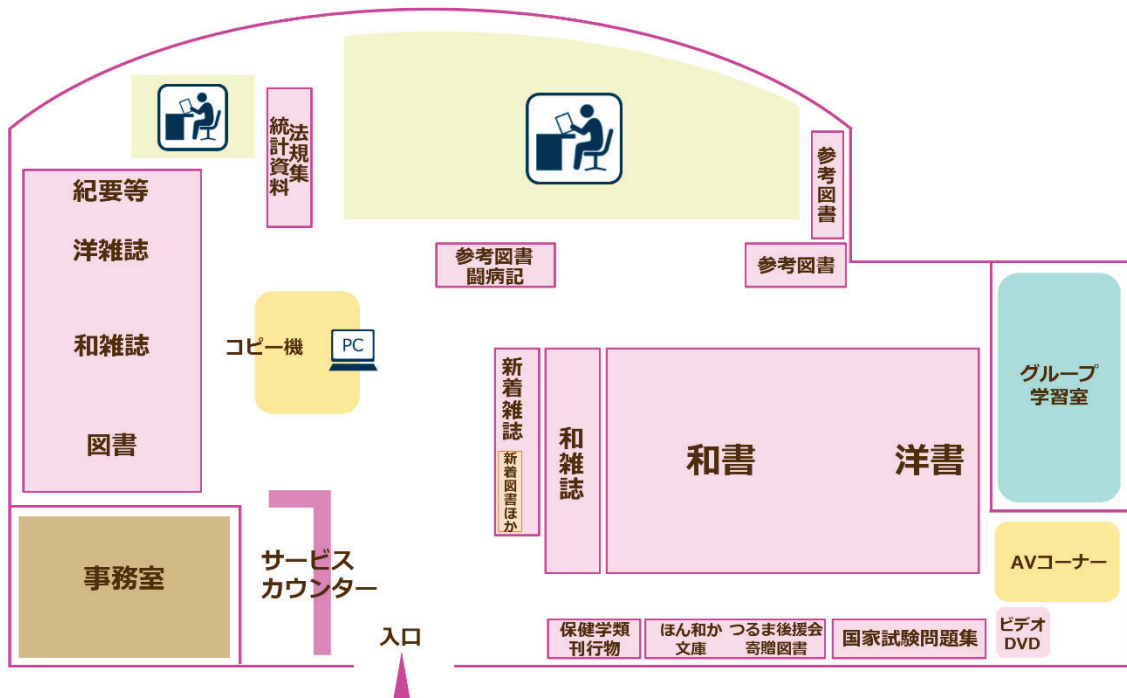 統計資料
法規集
参考図書
紀要等
洋雑誌
和雑誌
図書
参考図書
闘病記
参考図書
コピー機
PC
新着雑誌
新着図書ほか
和雑誌
和書
洋書
グループ
学習室
AVコーナー
事務室
サービス
カウンター
入口
保健学類
刊行物
ほん和か
文庫
つるま後援会
寄贈図書
国家試験問題集
ビデオ
DVD